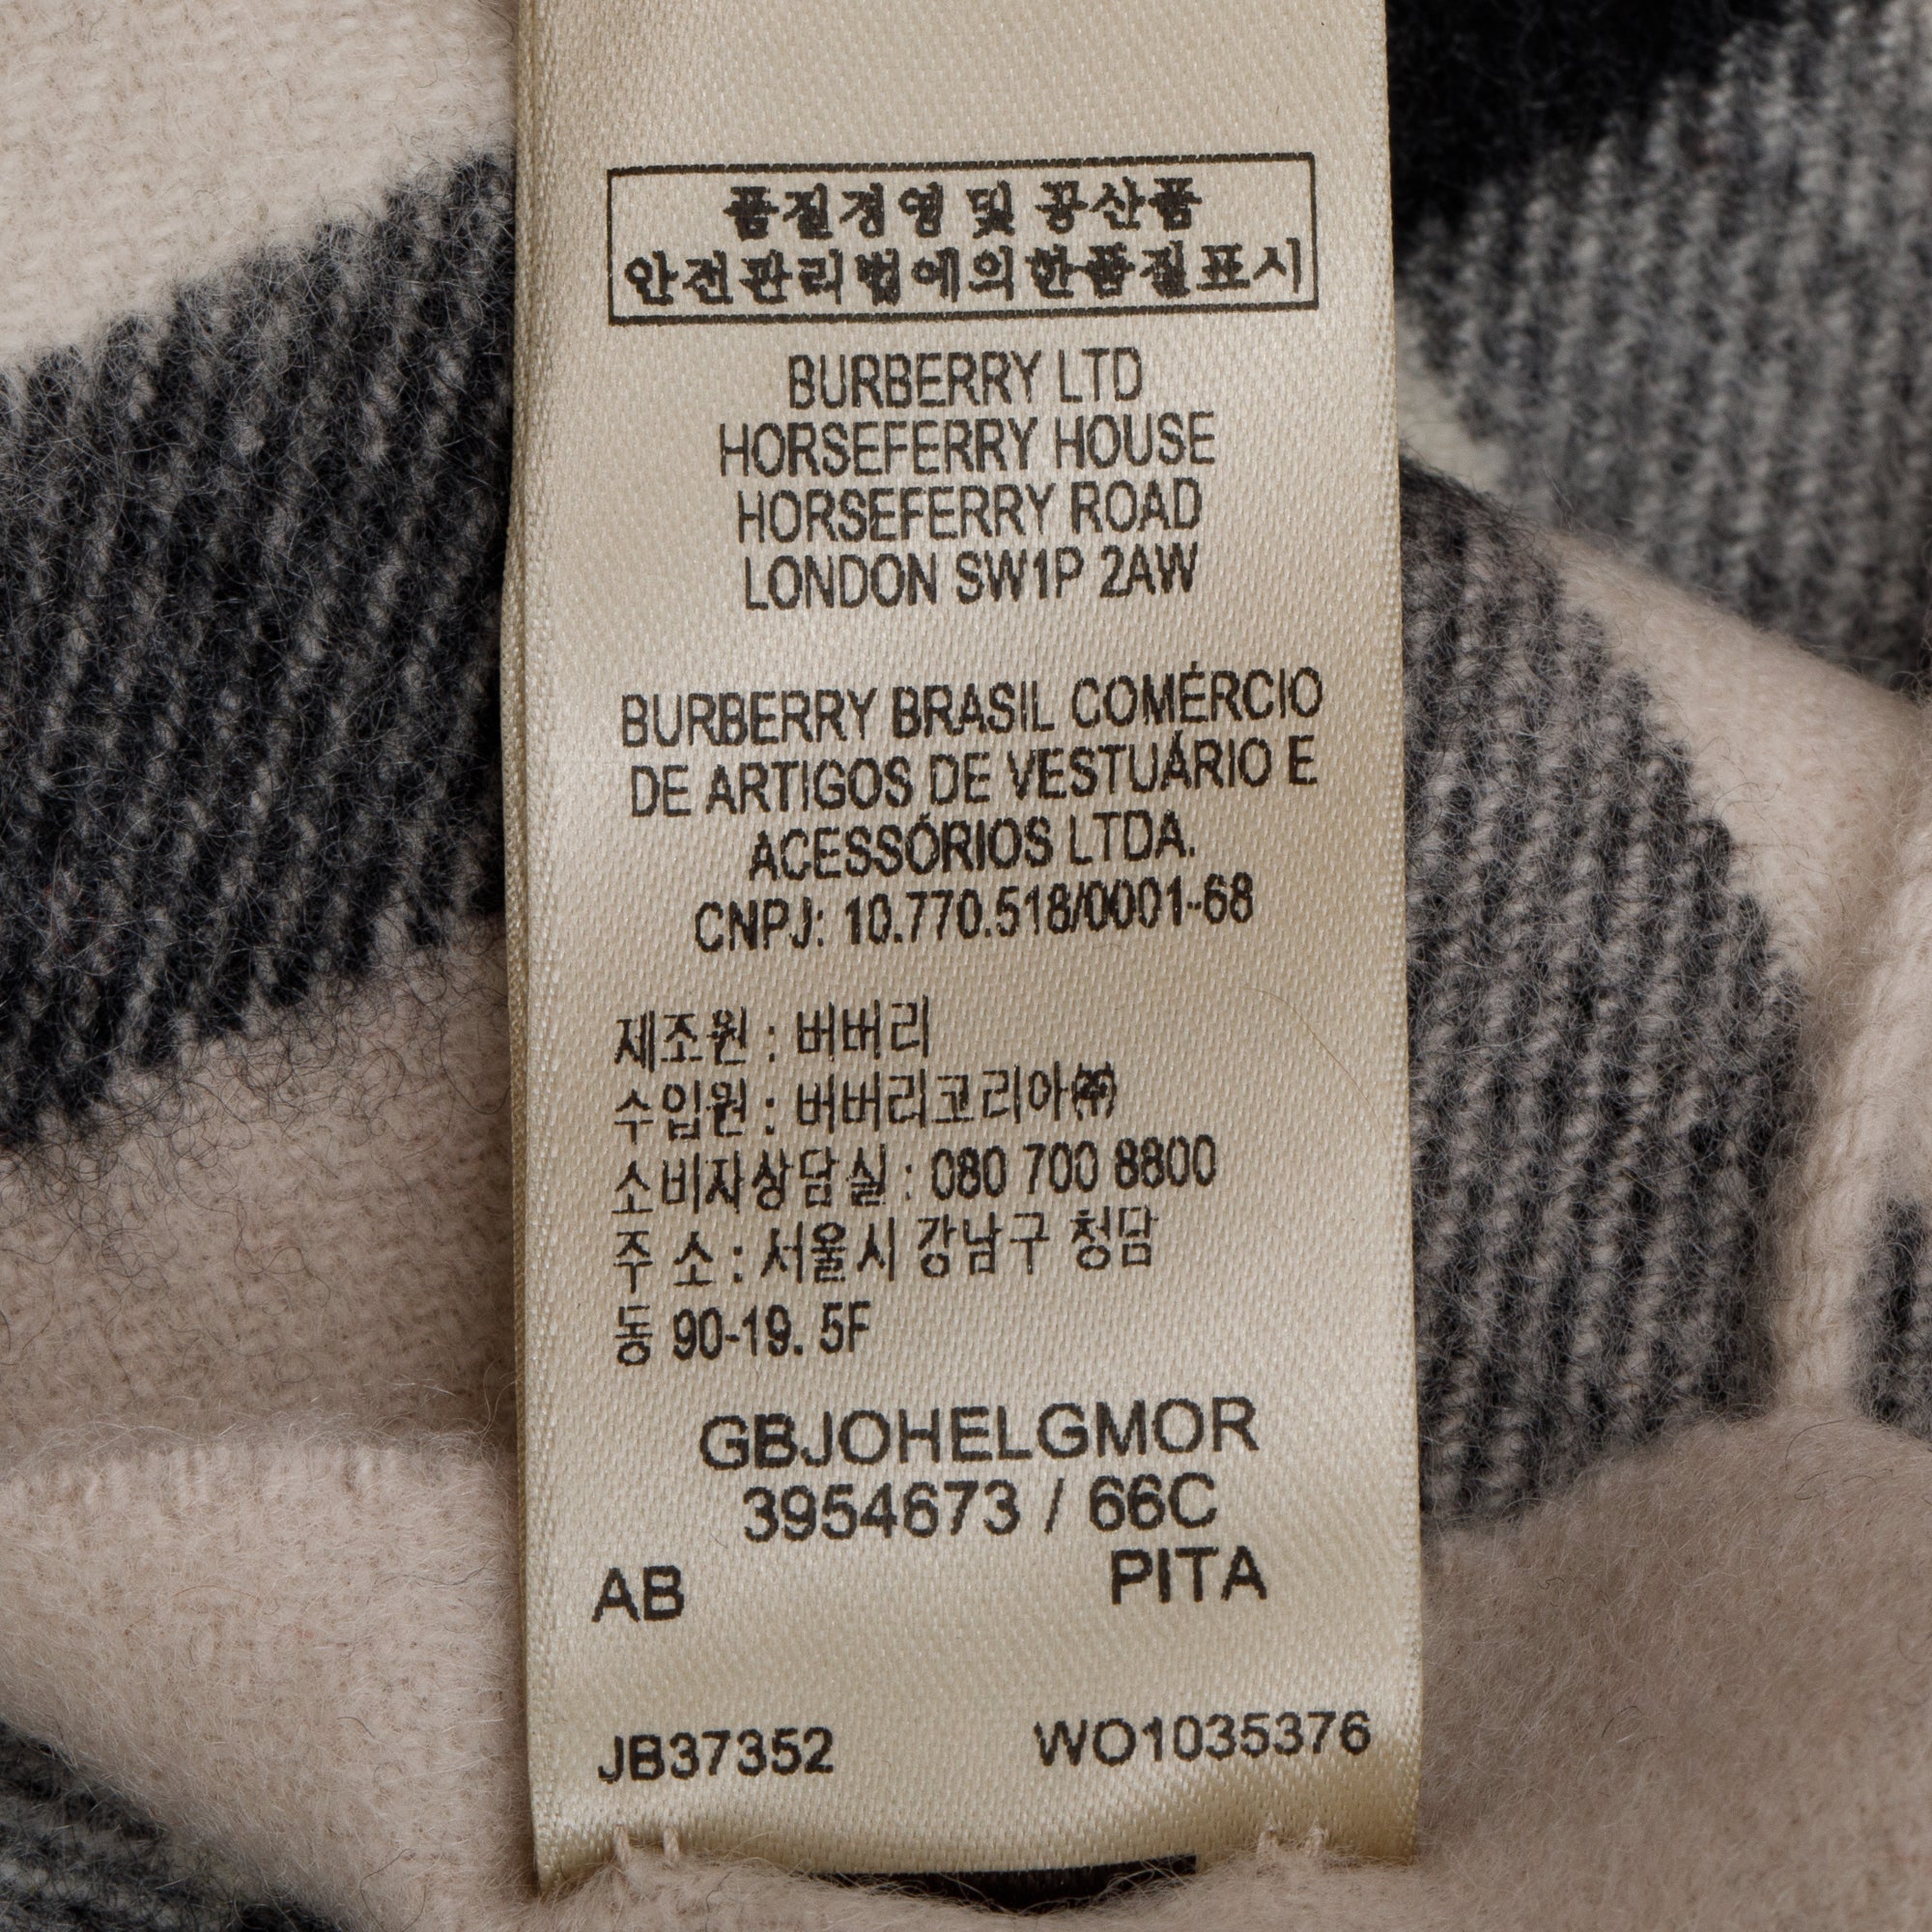 품질경영 및 공산품
안전관리법에의한품질표시
BURBERRY LTD
HORSEFERRY HOUSE
HORSEFERRY ROAD
LONDON SW1P 2AW
BURBERRY BRASIL COMÉRCIO
DE ARTIGOS DE VESTUÁRIO E
ACESSÓRIOS LTDA.
CNPJ: 10.770.518/0001-68
제조원 : 버버리
수입원 : 버버리코리아㈜
소비자상담실 : 080 700 8800
주 소 : 서울시 강남구 청담
동 90-19. 5F
GBJOHELGMOR
3954673 / 66C
AB PITA
JB37352 WO1035376